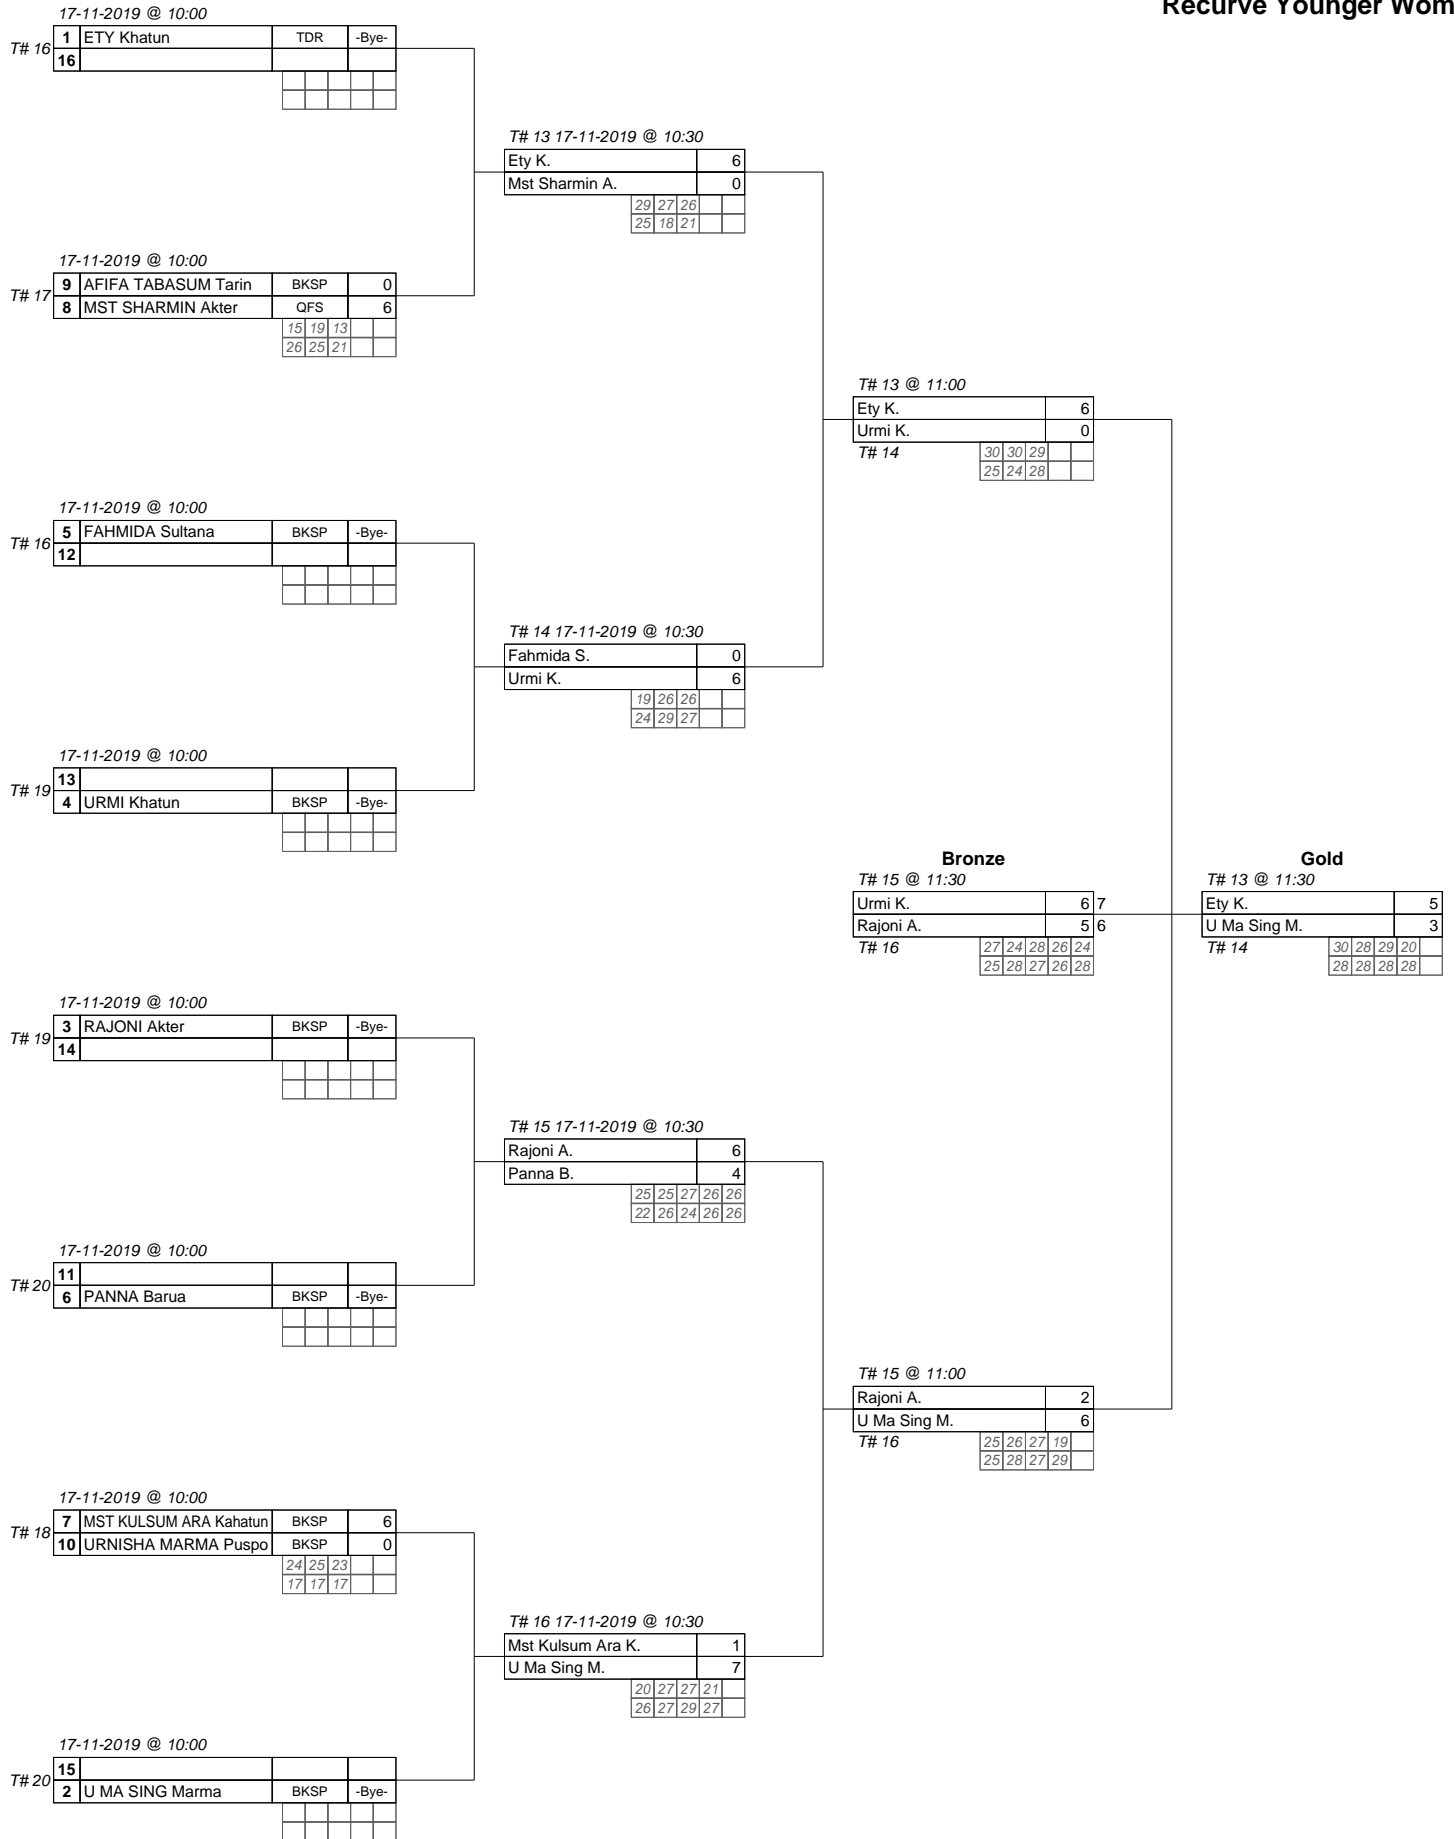 Recurve Younger Wom
17-11-2019 @ 10:00
T# 16
1 ETY Khatun TDR -Bye-
16
T# 13 17-11-2019 @ 10:30
Ety K. 6
Mst Sharmin A. 0
29 27 26
25 18 21
17-11-2019 @ 10:00
T# 17
9 AFIFA TABASUM Tarin BKSP 0
8 MST SHARMIN Akter QFS 6
15 19 13
26 25 21
T# 13 @ 11:00
Ety K. 6
Urmi K. 0
T# 14 30 30 29
25 24 28
17-11-2019 @ 10:00
T# 16
5 FAHMIDA Sultana BKSP -Bye-
12
T# 14 17-11-2019 @ 10:30
Fahmida S. 0
Urmi K. 6
19 26 26
24 29 27
17-11-2019 @ 10:00
T# 19
13
4 URMI Khatun BKSP -Bye-
Bronze
T# 15 @ 11:30
Urmi K. 6 7
Rajoni A. 5 6
T# 16 27 24 28 26 24
25 28 27 26 28
Gold
T# 13 @ 11:30
Ety K. 5
U Ma Sing M. 3
T# 14 30 28 29 20
28 28 28 28
17-11-2019 @ 10:00
T# 19
3 RAJONI Akter BKSP -Bye-
14
T# 15 17-11-2019 @ 10:30
Rajoni A. 6
Panna B. 4
25 25 27 26 26
22 26 24 26 26
17-11-2019 @ 10:00
T# 20
11
6 PANNA Barua BKSP -Bye-
T# 15 @ 11:00
Rajoni A. 2
U Ma Sing M. 6
T# 16 25 26 27 19
25 28 27 29
17-11-2019 @ 10:00
T# 18
7 MST KULSUM ARA Kahatun BKSP 6
10 URNISHA MARMA Puspo BKSP 0
24 25 23
17 17 17
T# 16 17-11-2019 @ 10:30
Mst Kulsum Ara K. 1
U Ma Sing M. 7
20 27 27 21
26 27 29 27
17-11-2019 @ 10:00
T# 20
15
2 U MA SING Marma BKSP -Bye-